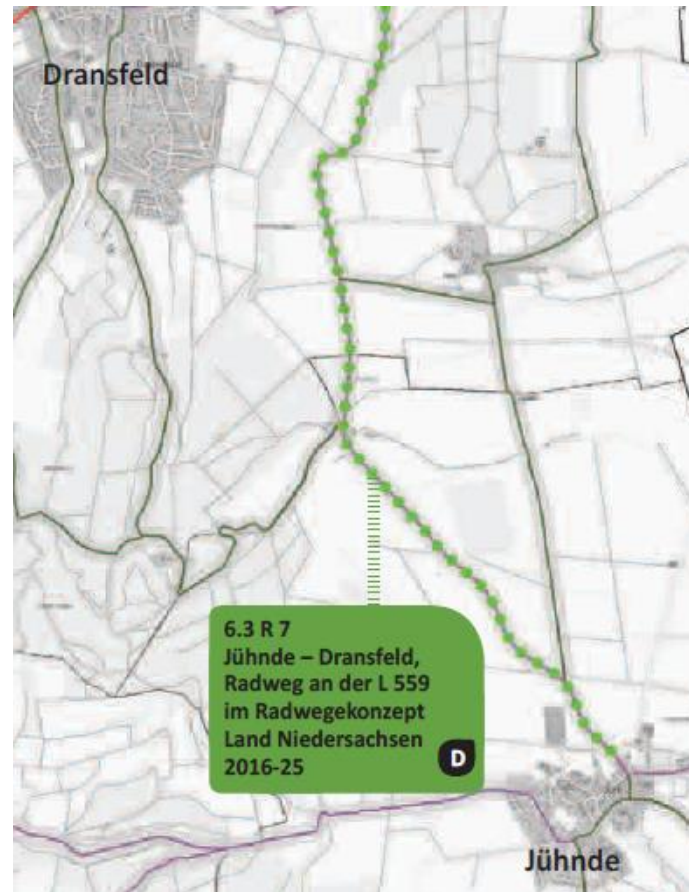 Dransfeld
6.3 R 7
Jühnde – Dransfeld,
Radweg an der L 559
im Radwegekonzept
Land Niedersachsen
2016-25
D
Jühnde